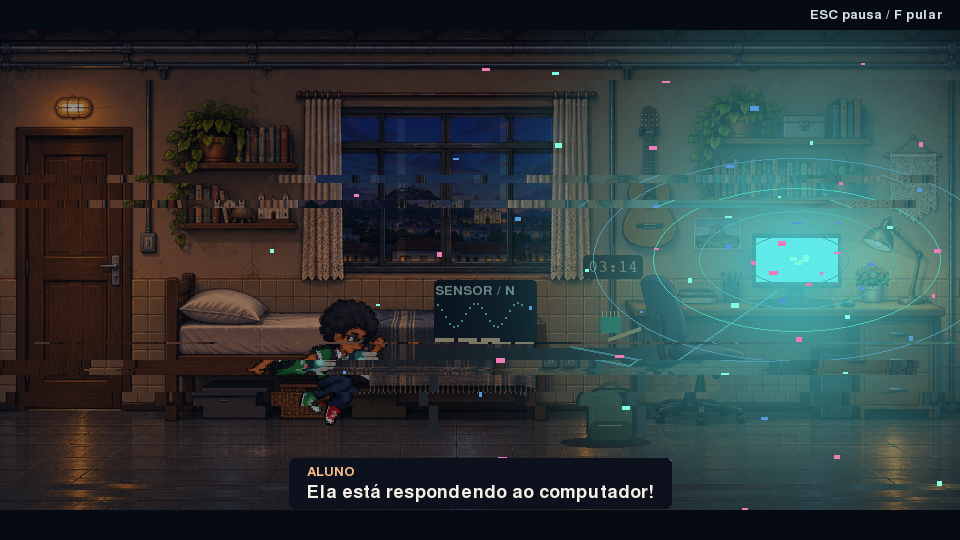 ESC pausa / F pular
03:14
SENSOR / N
ALUNO
Ela está respondendo ao computador!